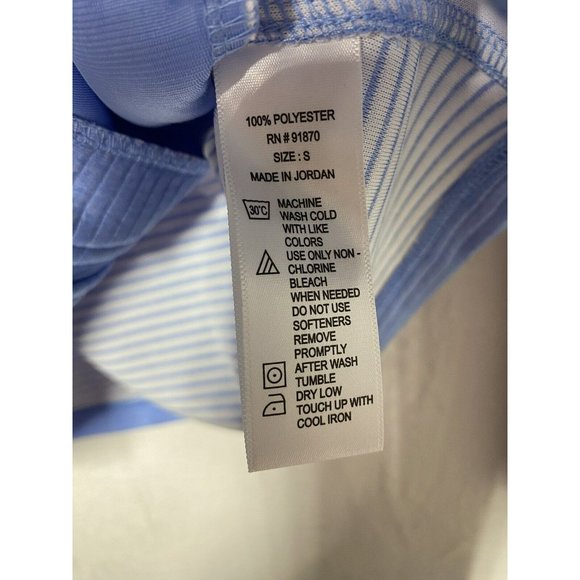 100% POLYESTER
RN # 91870
SIZE : S
MADE IN JORDAN
30°C MACHINE
WASH COLD
WITH LIKE
COLORS
USE ONLY NON -
CHLORINE
BLEACH
WHEN NEEDED
DO NOT USE
SOFTENERS
REMOVE
PROMPTLY
AFTER WASH
TUMBLE
DRY LOW
TOUCH UP WITH
COOL IRON